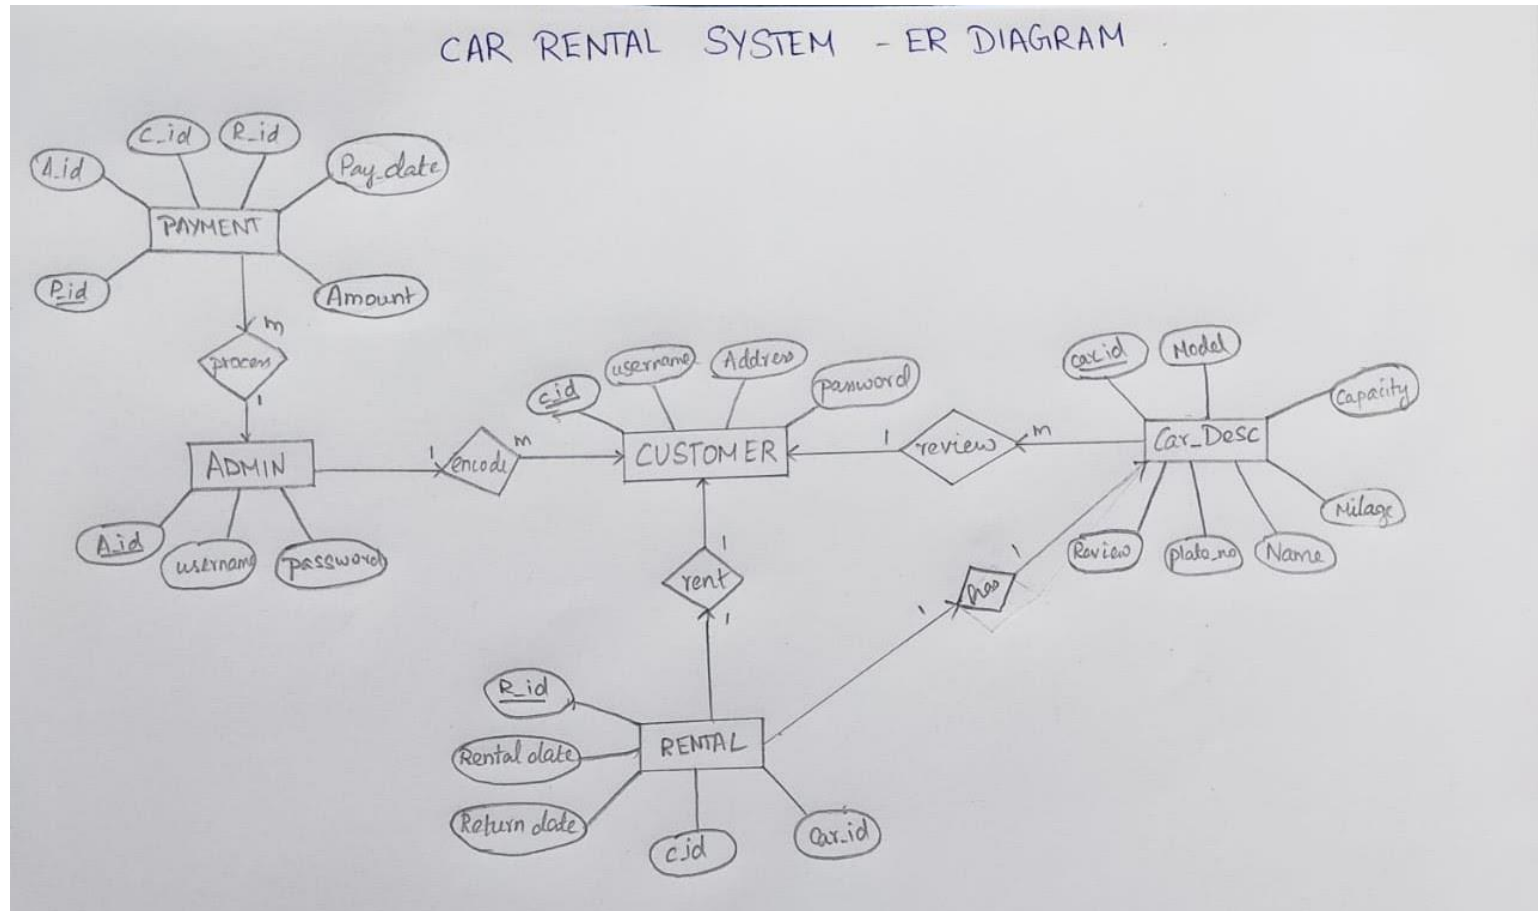 CAR RENTAL SYSTEM - ER DIAGRAM
C_id
R_id
A_id
Pay_date
PAYMENT
P_id
Amount
m
process
1
ADMIN
A_id
username
password
1
encode
m
c_id
username
Address
password
CUSTOMER
1
review
m
car_id
Model
Capacity
Car_Desc
Milage
Review
plato_no
Name
1
rent
1
1
has
1
R_id
Rental date
Return date
RENTAL
c_id
Car_id